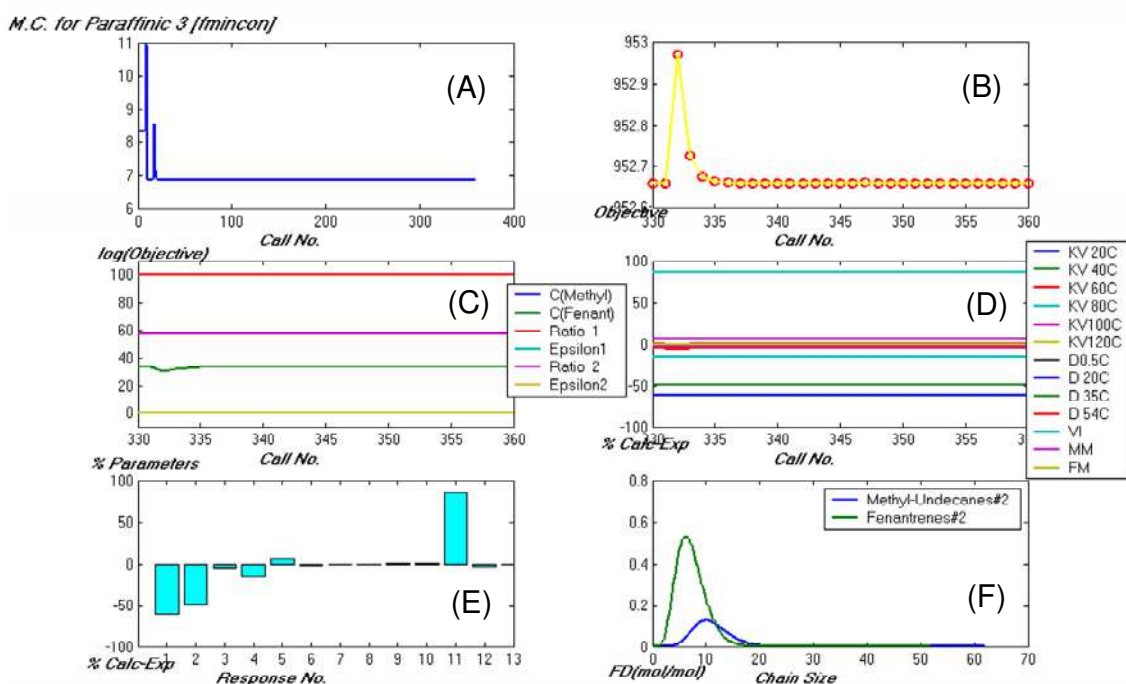 M.C. for Paraffinic 3 [fmincon]
11
10
9
8
7
6
0
100
200
300
400
(A)
Call No.
log(Objective)
953
952.9
952.8
952.7
952.6
330
335
340
345
350
355
360
(B)
Objective
Call No.
100
80
60
40
20
0
330
335
340
345
350
355
360
(C)
C(Methyl)
C(Fenant)
Ratio 1
Epsilon1
Ratio 2
Epsilon2
% Parameters
Call No.
100
50
0
-50
-100
330
335
340
345
350
355
(D)
KV 20C
KV 40C
KV 60C
KV 80C
KV100C
KV120C
D0.5C
D 20C
D 35C
D 54C
VI
MM
FM
% Calc-Exp
Call No.
100
50
0
-50
-100
1
2
3
4
5
6
7
8
9
10
11
12
13
(E)
% Calc-Exp
Response No.
0.8
0.6
0.4
0.2
0
0
10
20
30
40
50
60
70
Methyl-Undecanes#2
Fenantrenes#2
(F)
FD(mol/mol)
Chain Size